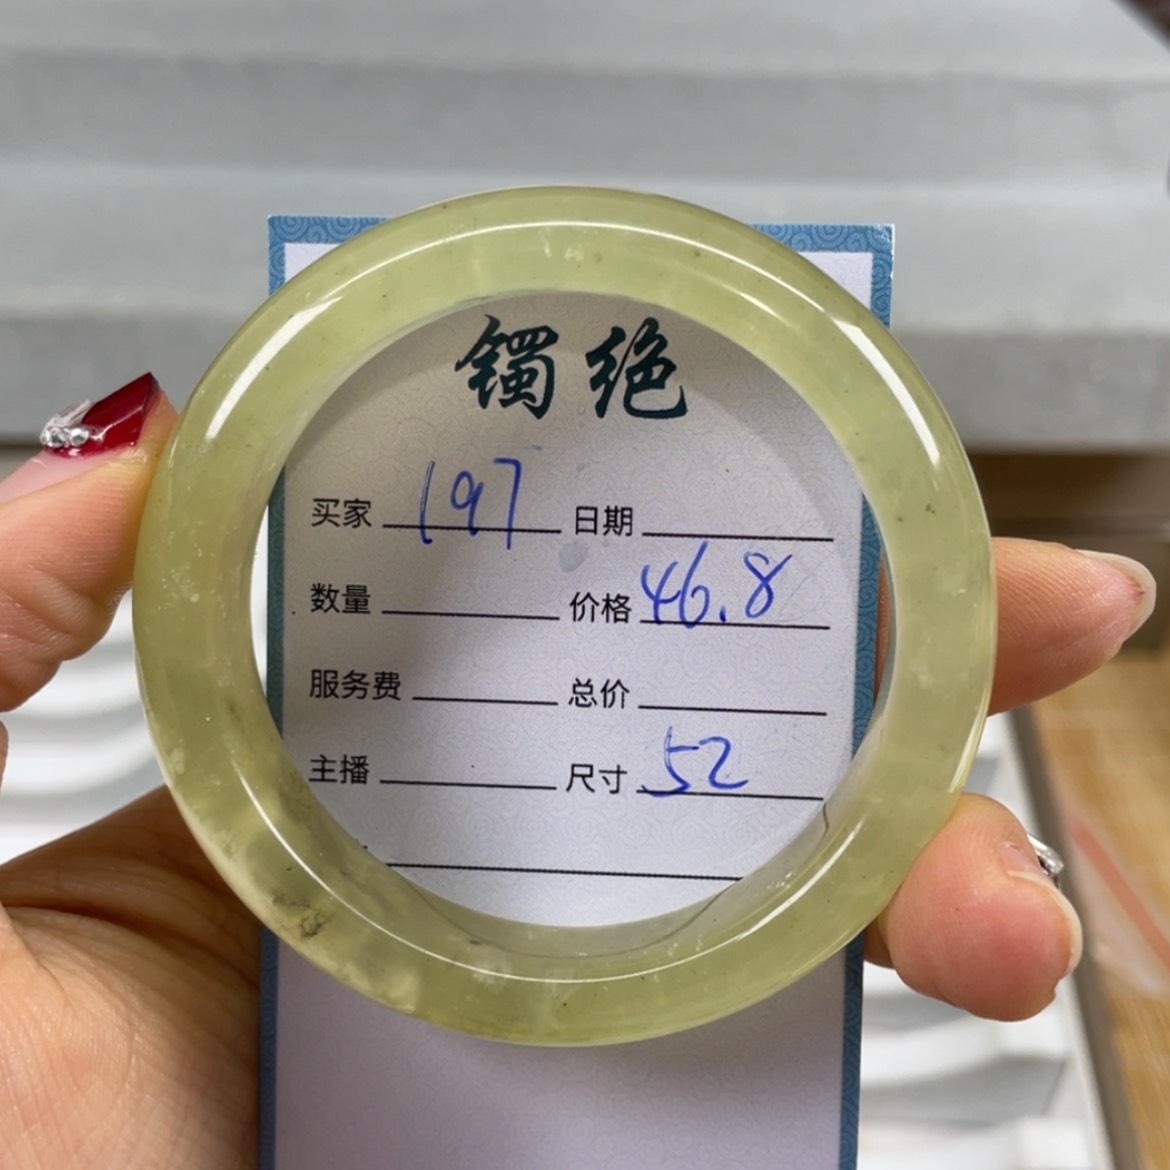 镯绝
买家 197 日期
数量 价格 46.8
服务费 总价
主播 尺寸 52